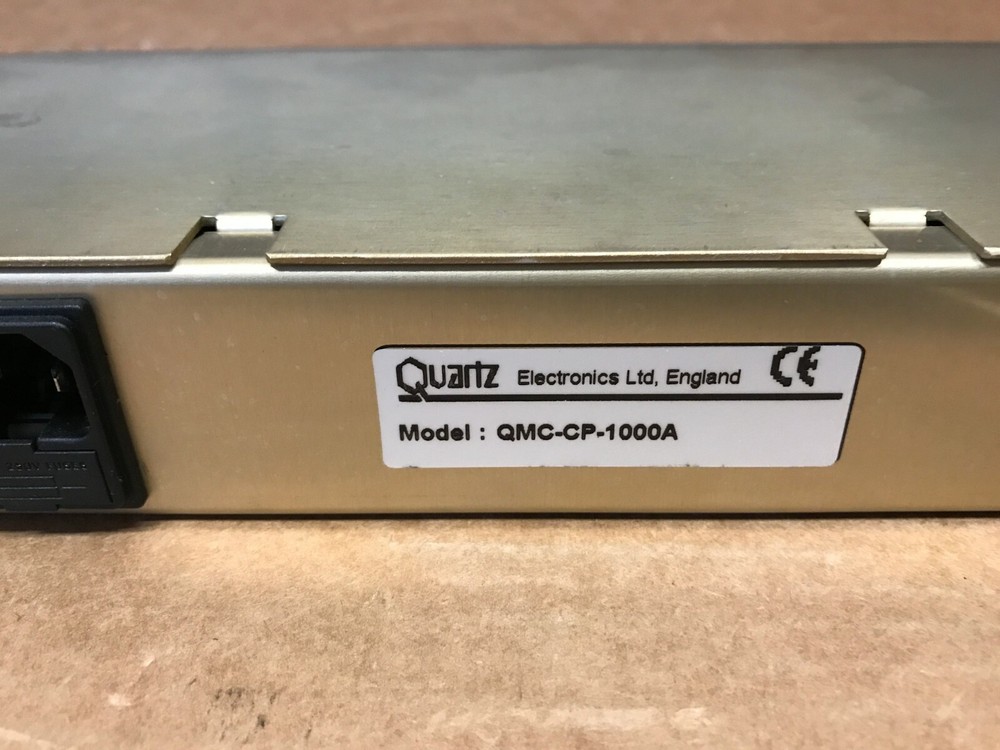 Quartz Electronics Ltd, England CE
Model : QMC-CP-1000A